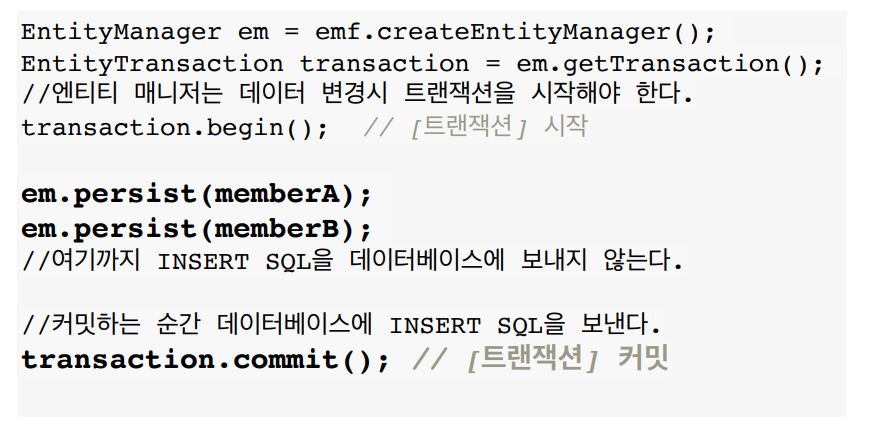 EntityManager em = emf.createEntityManager();
EntityTransaction transaction = em.getTransaction();
//엔티티 매니저는 데이터 변경시 트랜잭션을 시작해야 한다.
transaction.begin();  // [트랜잭션] 시작
em.persist(memberA);
em.persist(memberB);
//여기까지 INSERT SQL을 데이터베이스에 보내지 않는다.
//커밋하는 순간 데이터베이스에 INSERT SQL을 보낸다.
transaction.commit(); // [트랜잭션] 커밋